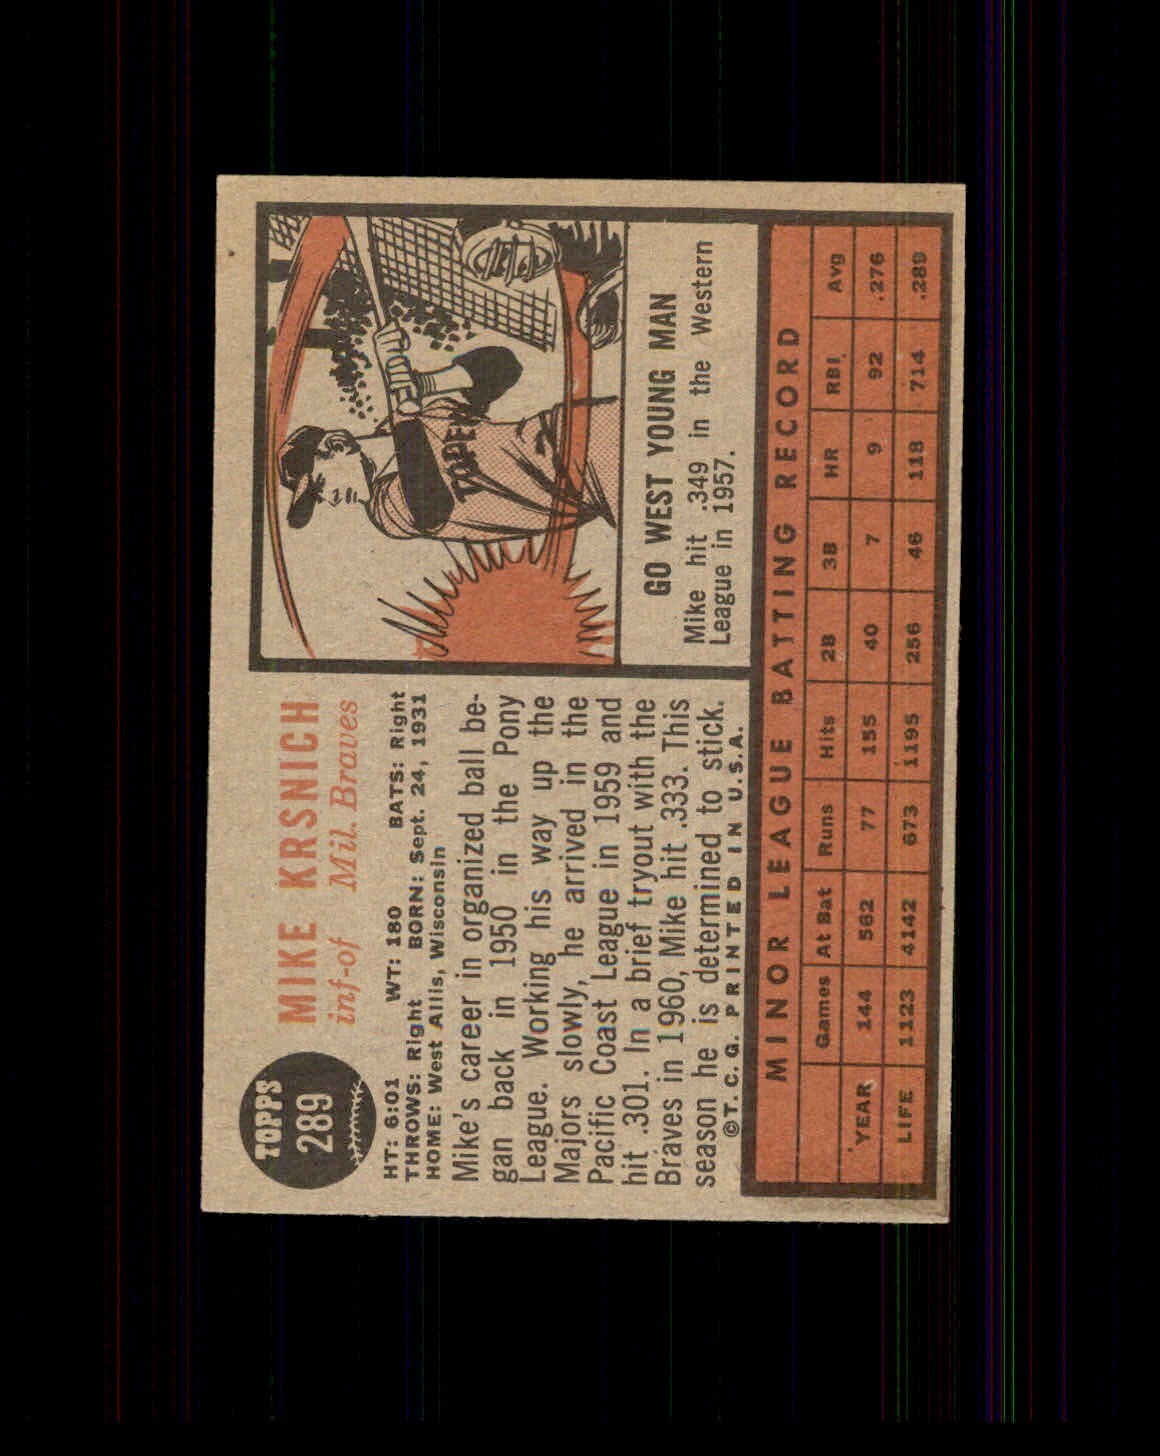 TOPPS
289
MIKE KRSNICH
inf-of Mil. Braves
HT: 6:01 WT: 180 BATS: Right
THROWS: Right BORN: Sept. 24, 1931
HOME: West Allis, Wisconsin
Mike's career in organized ball be-
gan back in 1950 in the Pony
League. Working his way up the
Majors slowly, he arrived in the
Pacific Coast League in 1959 and
hit .301. In a brief tryout with the
Braves in 1960, Mike hit .333. This
season he is determined to stick.
©T. C. G. PRINTED IN U.S.A.
TOPEK
GO WEST YOUNG MAN
Mike hit .349 in the Western
League in 1957.
MINOR LEAGUE BATTING RECORD
Games At Bat Runs Hits 2B 3B HR RBI Avg
YEAR 144 562 77 155 40 7 9 92 .276
LIFE 1123 4142 673 1195 256 46 118 714 .289